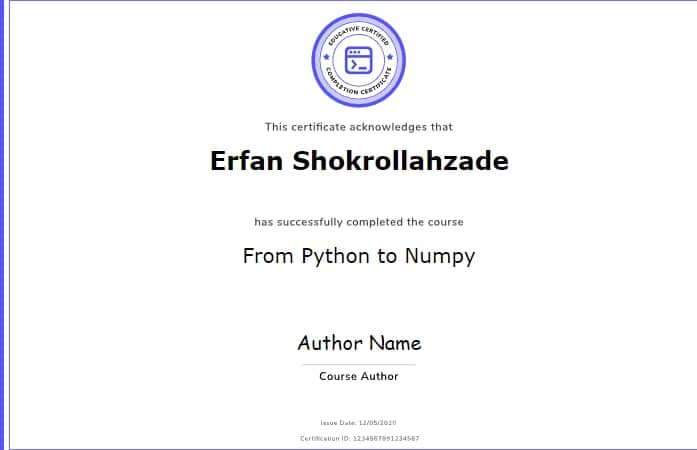 EDUCATIVE CERTIFIED
COMPLETION CERTIFICATE
This certificate acknowledges that
Erfan Shokrollahzade
has successfully completed the course
From Python to Numpy
Author Name
Course Author
Issue Date: 12/05/2020
Certification ID: 1234567891234567